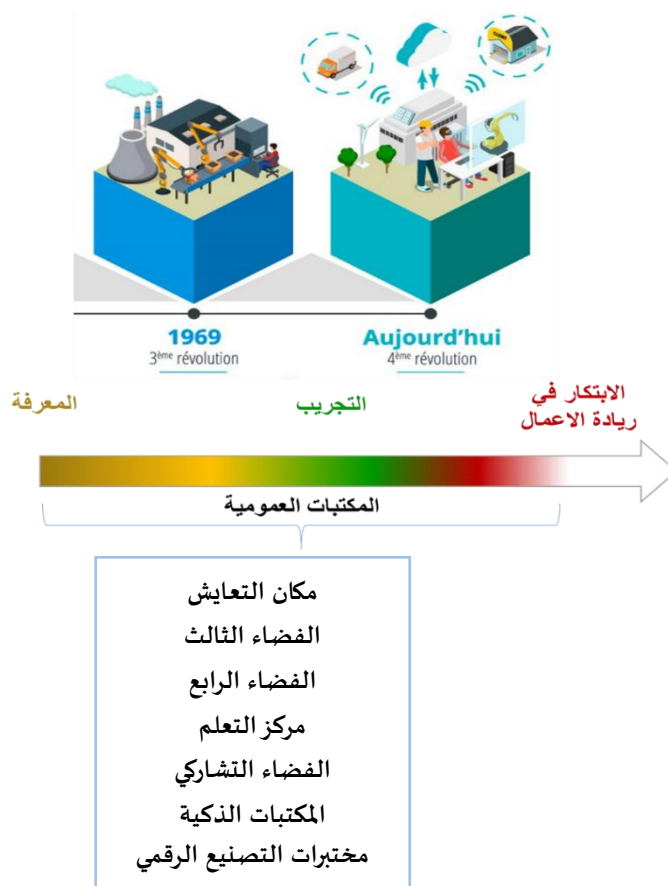 1969
3ème révolution
Aujourd'hui
4ème révolution
المعرفة
التجريب
الابتكار في
ريادة الاعمال
المكتبات العمومية
مكان التعايش
الفضاء الثالث
الفضاء الرابع
مركز التعلم
الفضاء التشاركي
المكتبات الذكية
مختبرات التصنيع الرقمي